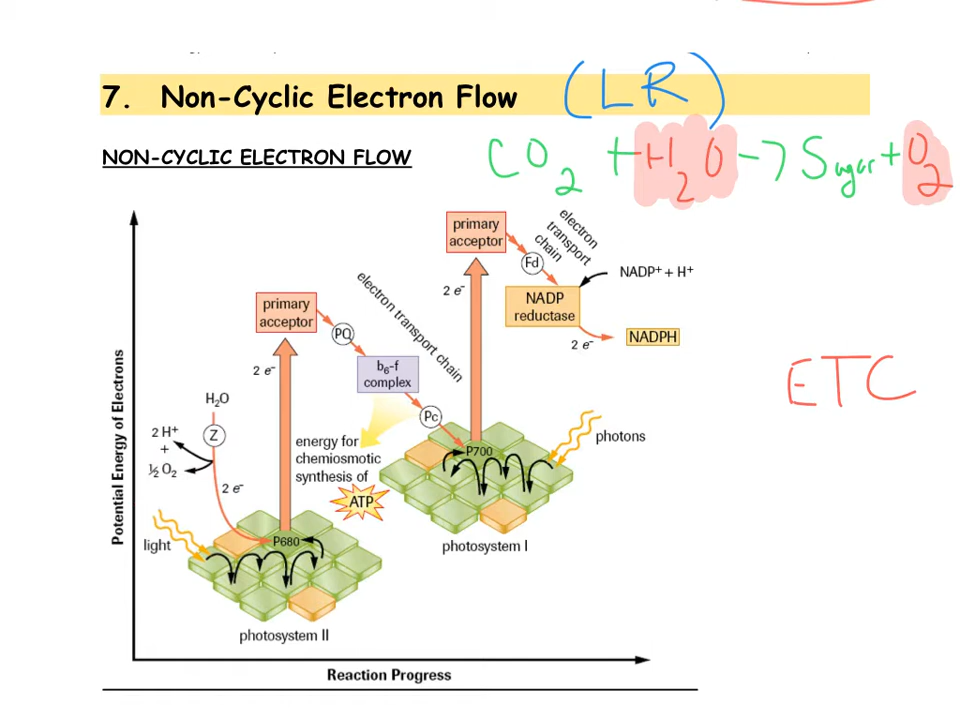 7. Non-Cyclic Electron Flow (LR)
NON-CYCLIC ELECTRON FLOW
CO2 + H2O → Sugar + O2
Potential Energy of Electrons
primary
acceptor
electron
transport
chain
Fd
NADP⁺ + H⁺
2 e⁻
NADP
reductase
2 e⁻
NADPH
electron transport chain
primary
acceptor
PQ
2 e⁻
b₆-f
complex
Pc
ETC
H₂O
Z
2 H⁺
+
½ O₂
2 e⁻
energy for
chemiosmotic
synthesis of
ATP
photons
P700
photosystem I
light
P680
photosystem II
Reaction Progress